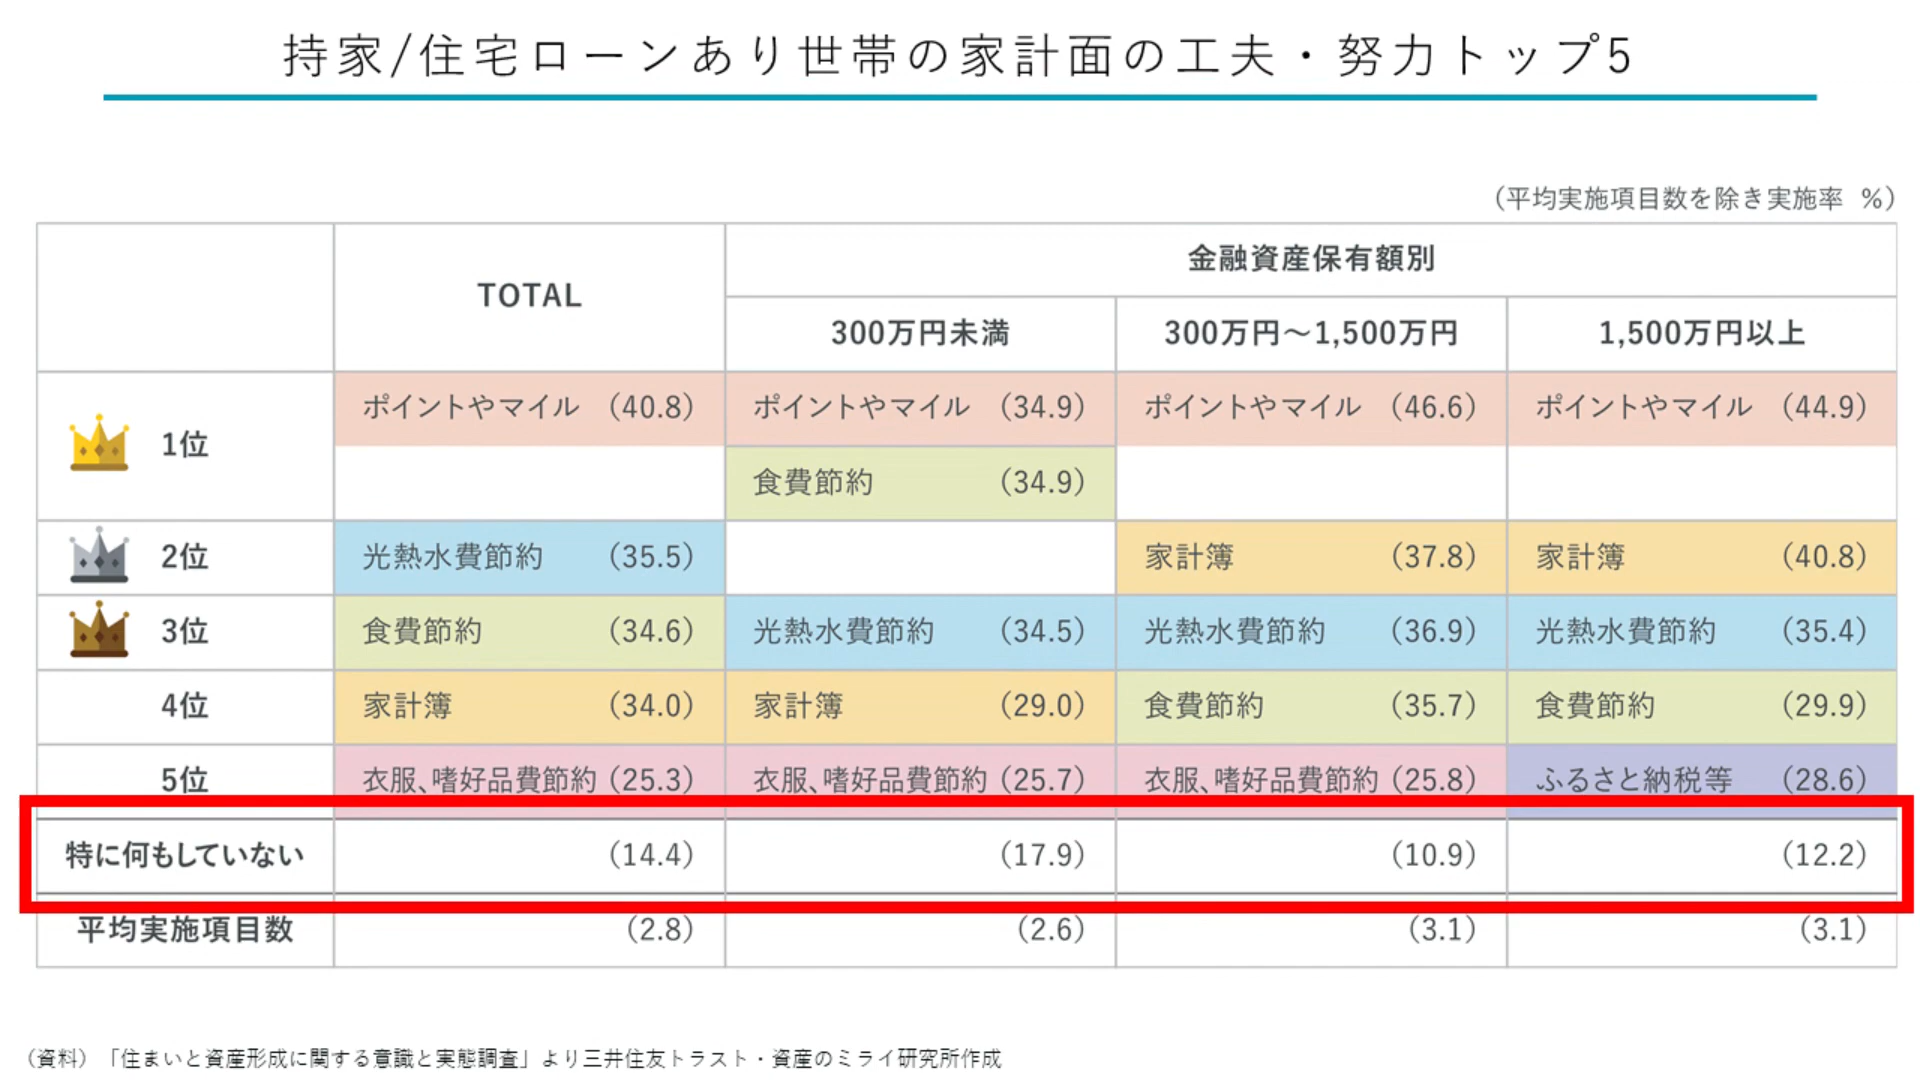 持家/住宅ローンあり世帯の家計面の工夫・努力トップ5
（平均実施項目数を除き実施率 %）
TOTAL
金融資産保有額別
300万円未満 300万円～1,500万円 1,500万円以上
1位 ポイントやマイル （40.8） ポイントやマイル （34.9） ポイントやマイル （46.6） ポイントやマイル （44.9）
食費節約 （34.9）
2位 光熱水費節約 （35.5） 家計簿 （37.8） 家計簿 （40.8）
3位 食費節約 （34.6） 光熱水費節約 （34.5） 光熱水費節約 （36.9） 光熱水費節約 （35.4）
4位 家計簿 （34.0） 家計簿 （29.0） 食費節約 （35.7） 食費節約 （29.9）
5位 衣服、嗜好品費節約 （25.3） 衣服、嗜好品費節約 （25.7） 衣服、嗜好品費節約 （25.8） ふるさと納税等 （28.6）
特に何もしていない （14.4） （17.9） （10.9） （12.2）
平均実施項目数 （2.8） （2.6） （3.1） （3.1）
（資料）「住まいと資産形成に関する意識と実態調査」より三井住友トラスト・資産のミライ研究所作成